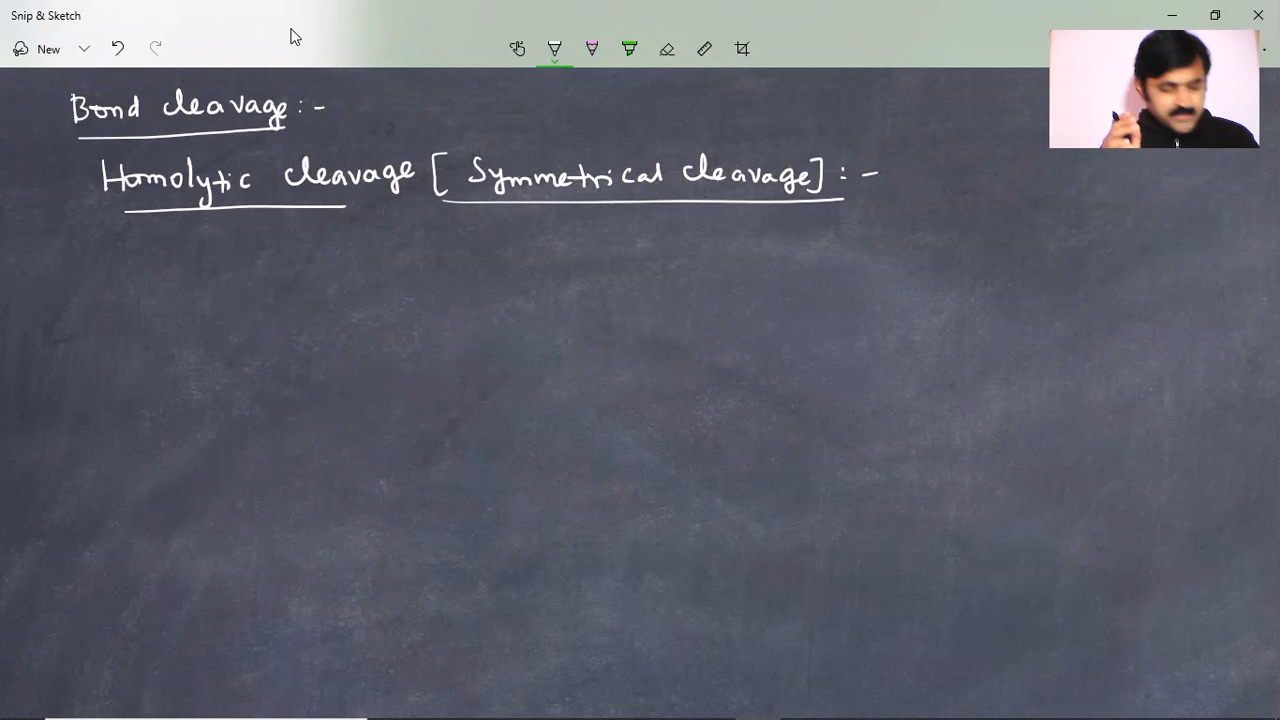 Snip & Sketch
New
Bond cleavage :-
Homolytic cleavage [ Symmetrical cleavage] :-